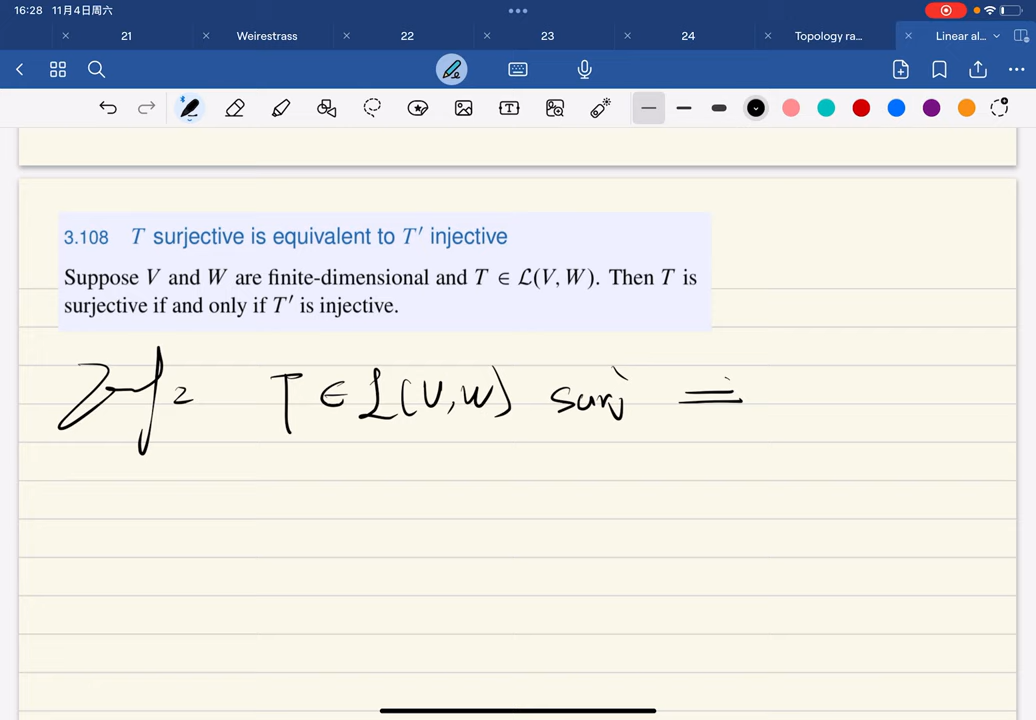 16:28 11月4日周六
21 Weirestrass 22 23 24 Topology ra... Linear al...
3.108 T surjective is equivalent to T′ injective
Suppose V and W are finite-dimensional and T ∈ ℒ(V, W). Then T is
surjective if and only if T′ is injective.
T ∈ ℒ(V, W) surj